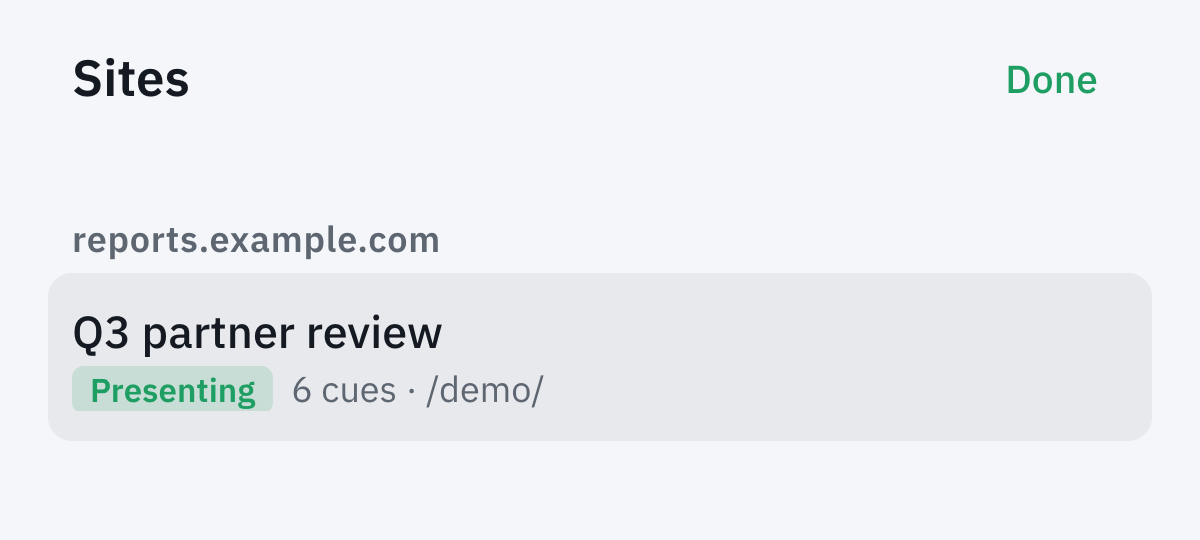 Sites
Done
reports.example.com
Q3 partner review
Presenting 6 cues · /demo/